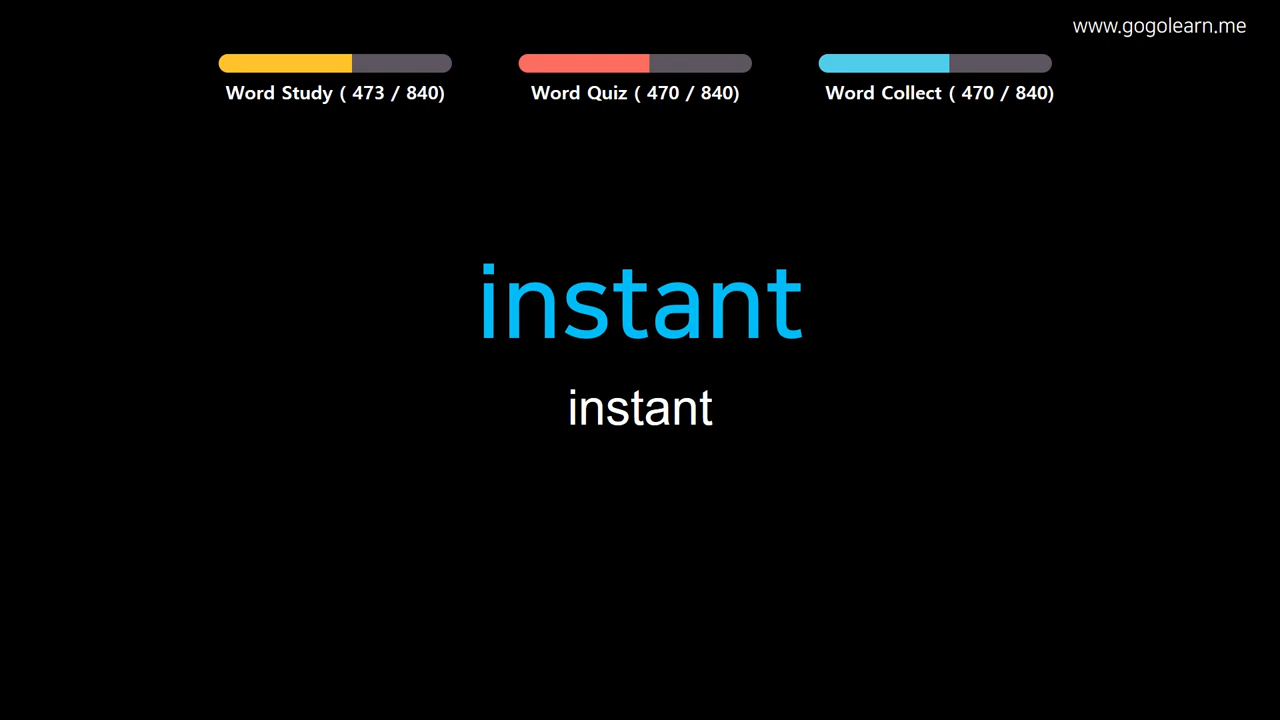 www.gogolearn.me
Word Study ( 473 / 840)
Word Quiz ( 470 / 840)
Word Collect ( 470 / 840)
instant
instant